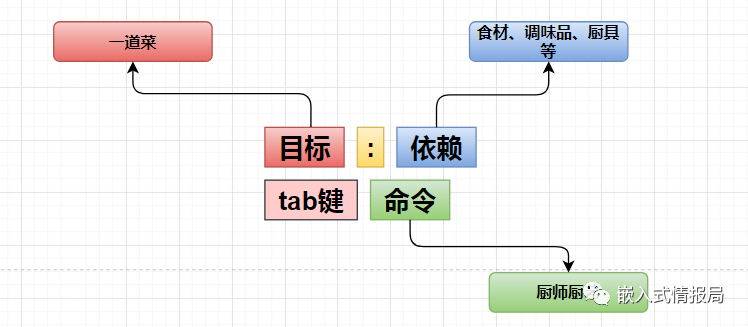 一道菜
食材、调味品、厨具
等
目标 : 依赖
tab键 命令
厨师厨
嵌入式情报局